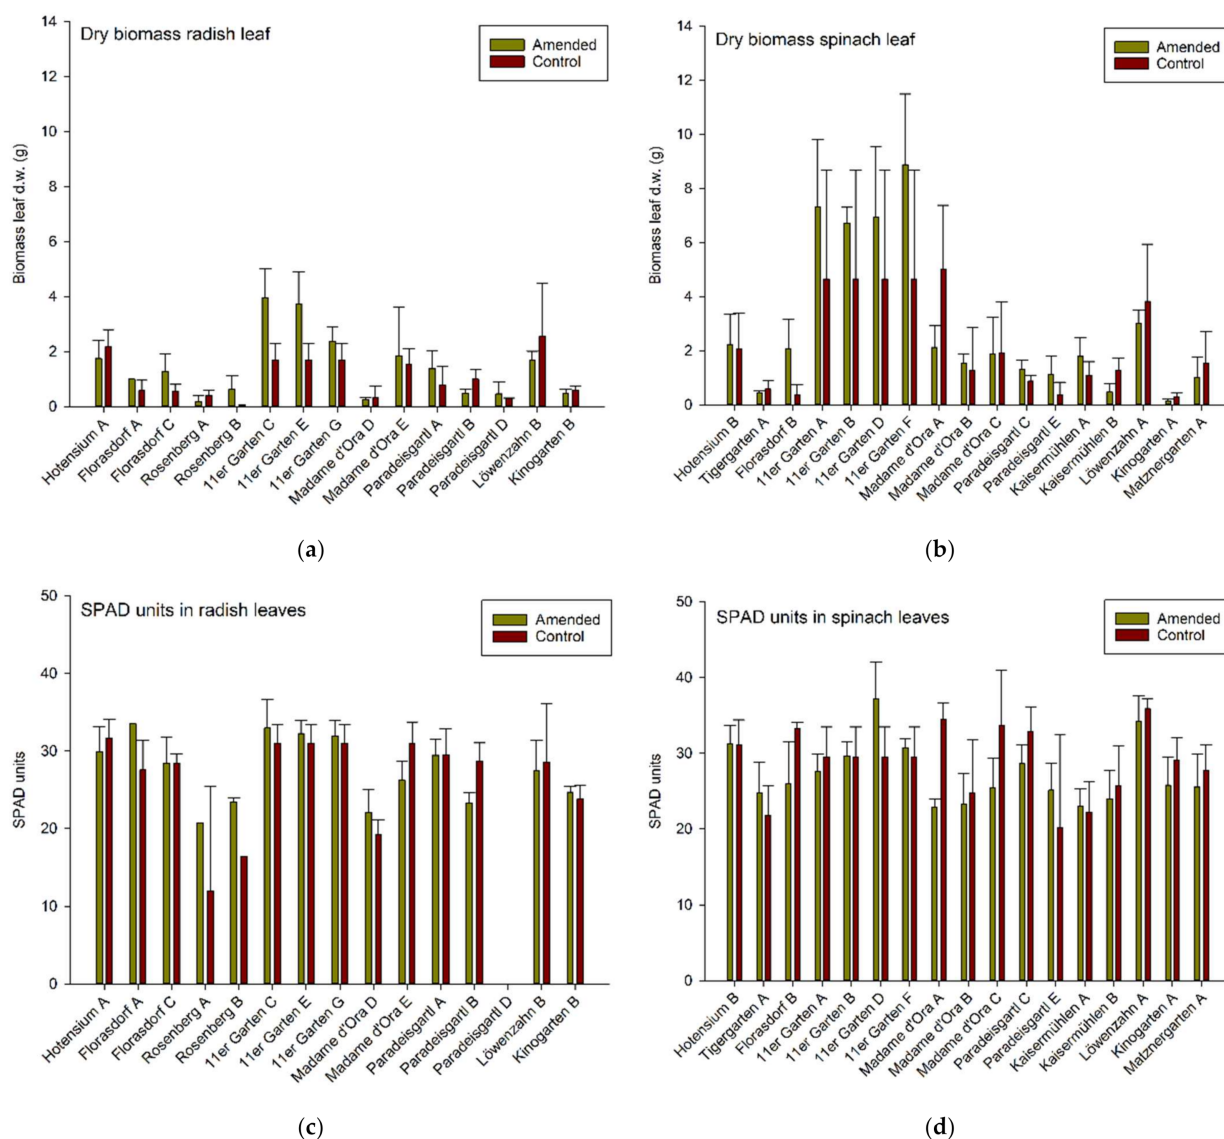 Dry biomass radish leaf
Amended
Control
Biomass leaf d.w. (g)
14
12
10
8
6
4
2
0
Hotensium A
Florasdorf A
Florasdorf C
Rosenberg A
Rosenberg B
11er Garten C
11er Garten E
11er Garten G
Madame d'Ora D
Madame d'Ora E
Paradeisgartl A
Paradeisgartl B
Paradeisgartl D
Löwenzahn B
Kinogarten B
(a)
Dry biomass spinach leaf
Amended
Control
Biomass leaf d.w. (g)
14
12
10
8
6
4
2
0
Hotensium B
Tigergarten A
Florasdorf B
11er Garten A
11er Garten B
11er Garten D
11er Garten F
Madame d'Ora A
Madame d'Ora B
Madame d'Ora C
Paradeisgartl C
Paradeisgartl E
Kaisermühlen A
Kaisermühlen B
Löwenzahn A
Kinogarten A
Matznergarten A
(b)
SPAD units in radish leaves
Amended
Control
SPAD units
50
40
30
20
10
0
Hotensium A
Florasdorf A
Florasdorf C
Rosenberg A
Rosenberg B
11er Garten C
11er Garten E
11er Garten G
Madame d'Ora D
Madame d'Ora E
Paradeisgartl A
Paradeisgartl B
Paradeisgartl D
Löwenzahn B
Kinogarten B
(c)
SPAD units in spinach leaves
Amended
Control
SPAD units
50
40
30
20
10
0
Hotensium B
Tigergarten A
Florasdorf B
11er Garten A
11er Garten B
11er Garten D
11er Garten F
Madame d'Ora A
Madame d'Ora B
Madame d'Ora C
Paradeisgartl C
Paradeisgartl E
Kaisermühlen A
Kaisermühlen B
Löwenzahn A
Kinogarten A
Matznergarten A
(d)